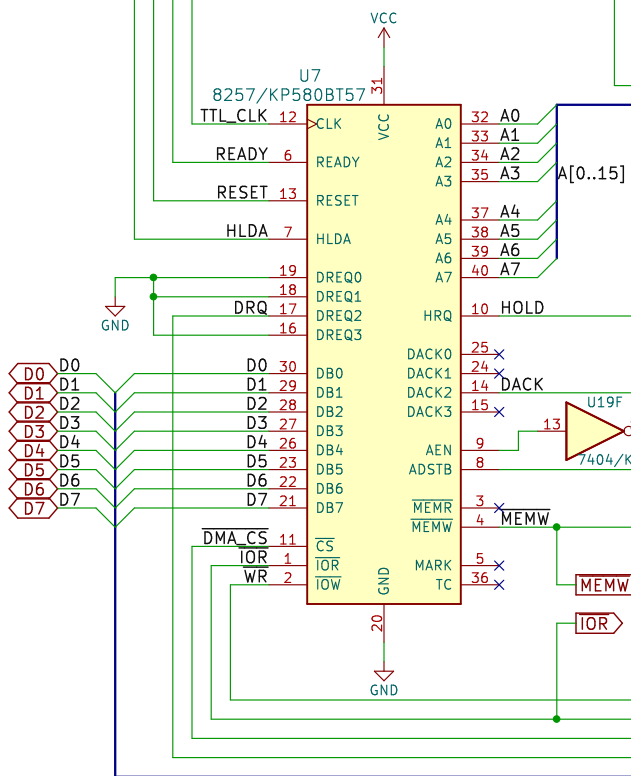 VCC
U7
8257/КР580ВТ57
31
VCC
TTL_CLK 12 CLK A0 32 A0
A1 33 A1
READY 6 READY A2 34 A2
A3 35 A3
A[0..15]
RESET 13 RESET
A4 37 A4
HLDA 7 HLDA A5 38 A5
A6 39 A6
19 DREQ0 A7 40 A7
18 DREQ1
GND DRQ 17 DREQ2 HRQ 10 HOLD
16 DREQ3
DACK0 25
D0 D0 D0 30 DB0 DACK1 24
D1 D1 D1 29 DB1 DACK2 14 DACK
D2 D2 D2 28 DB2 DACK3 15
U19F
D3 D3 D3 27 DB3
13
D4 D4 D4 26 DB4 AEN 9
D5 D5 D5 23 DB5 ADSTB 8
7404/К
D6 D6 D6 22 DB6
D7 D7 D7 21 DB7 MEMR 3
MEMW 4 MEMW
DMA_CS 11 CS
IOR 1 IOR MARK 5
WR 2 IOW TC 36
MEMW
GND
20
IOR
GND